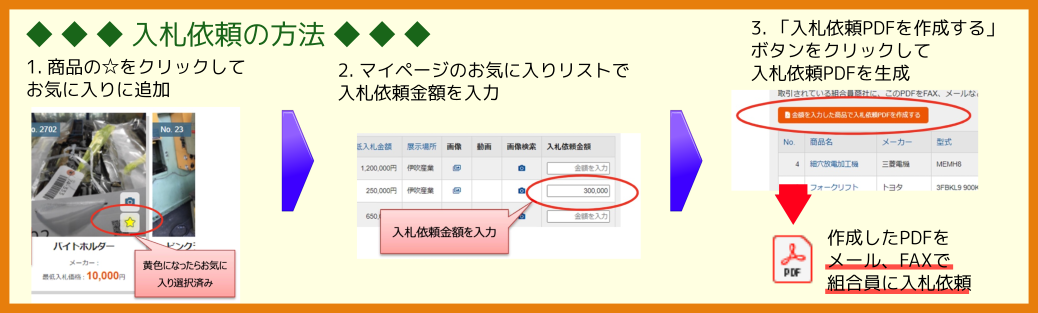 ◆ ◆ ◆ 入札依頼の方法 ◆ ◆ ◆
1. 商品の☆をクリックして
お気に入りに追加
No. 2702
No. 23
バイトホルダー
メーカー：
最低入札価格：10,000円
黄色になったらお気に
入り選択済み
2. マイページのお気に入りリストで
入札依頼金額を入力
低入札金額 展示場所 画像 動画 画像検索 入札依頼金額
1,200,000円 伊吹産業 金額を入力
250,000円 伊吹産業 300,000
650, 金額を入力
入札依頼金額を入力
3. 「入札依頼PDFを作成する」
ボタンをクリックして
入札依頼PDFを生成
取引されている組合員商社に、このPDFをFAX、メールな
金額を入力した商品で入札依頼PDFを作成する
No. 商品名 メーカー 型式
4 細穴放電加工機 三菱電機 MEMH8
フォークリフト トヨタ 3FBKL9 900K
PDF
作成したPDFを
メール、FAXで
組合員に入札依頼